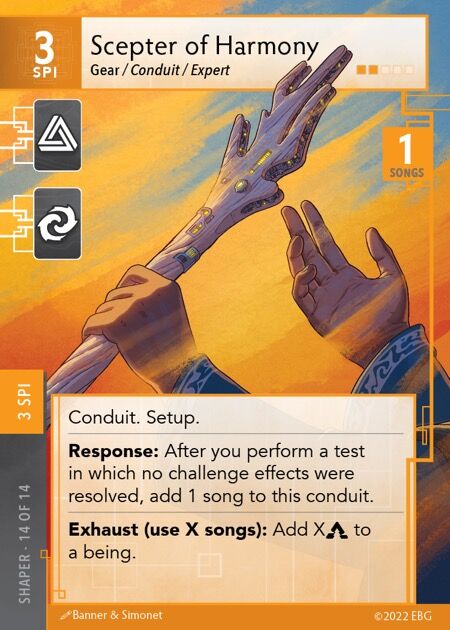 3
SPI
Scepter of Harmony
Gear / Conduit / Expert
1
SONGS
3 SPI
SHAPER - 14 OF 14
Conduit. Setup.
Response: After you perform a test
in which no challenge effects were
resolved, add 1 song to this conduit.
Exhaust (use X songs): Add X to
a being.
Banner & Simonet
©2022 EBG